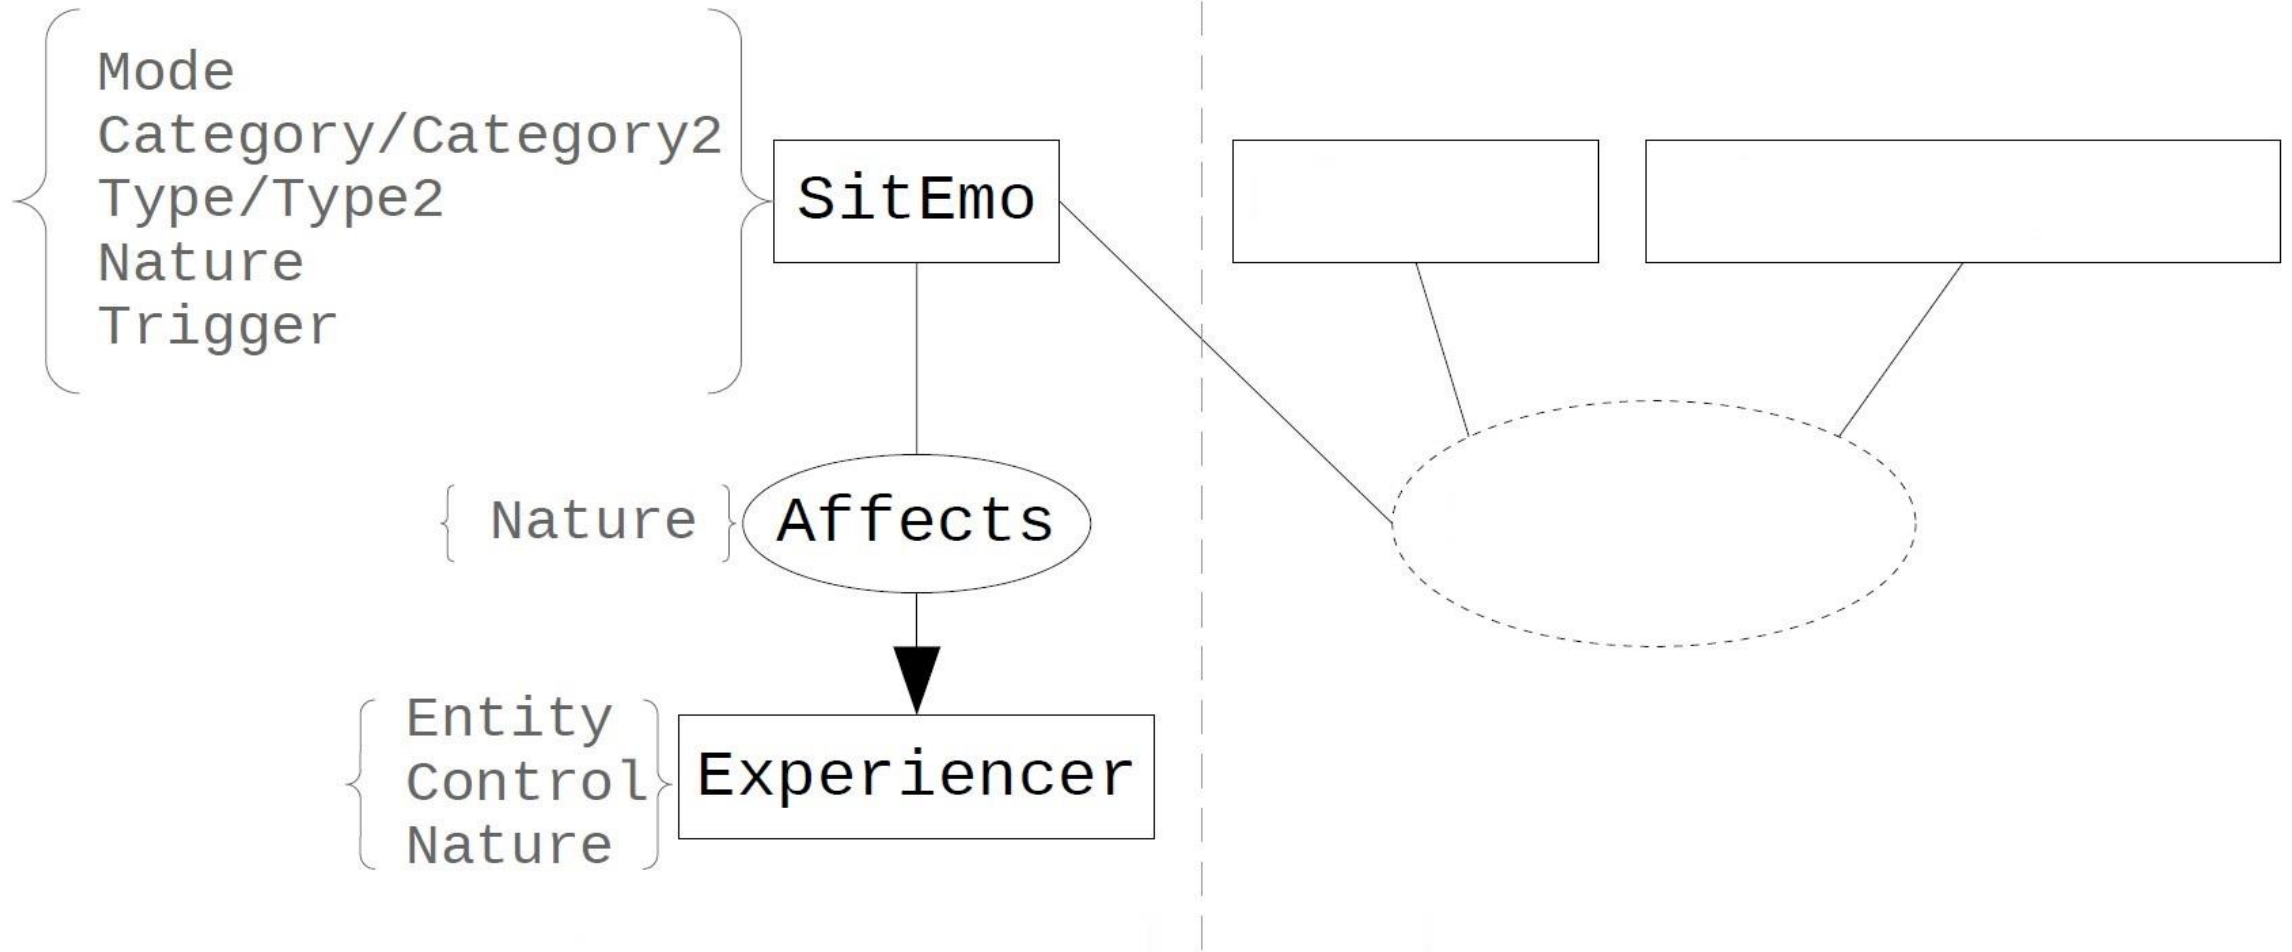 Mode
Category/Category2
Type/Type2
Nature
Trigger
SitEmo
Nature
Affects
Entity
Control
Nature
Experiencer